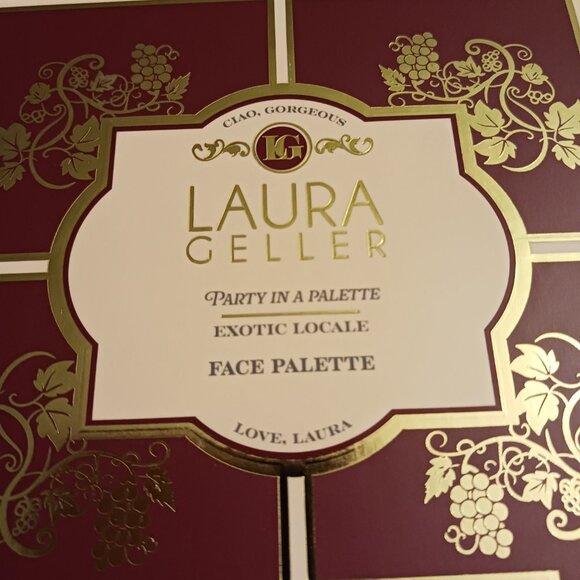 CIAO, GORGEOUS
LG
LAURA
GELLER
PARTY IN A PALETTE
EXOTIC LOCALE
FACE PALETTE
LOVE, LAURA